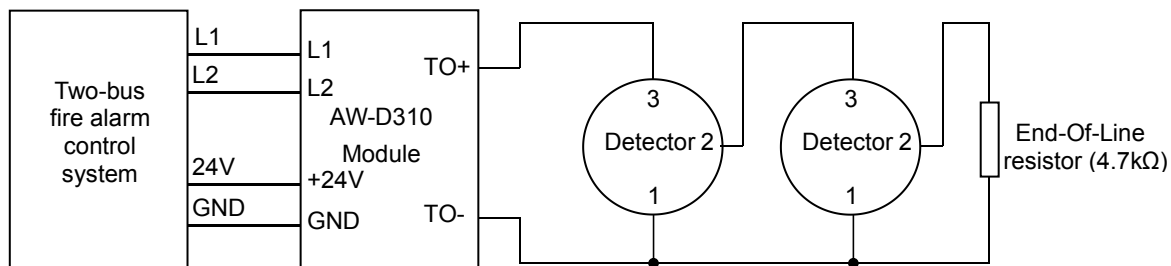 Two-bus
fire alarm
control
system
L1
L2
24V
GND
L1
L2
AW-D310
Module
+24V
GND
TO+
TO-
3
Detector 2
1
3
Detector 2
1
End-Of-Line
resistor (4.7kΩ)